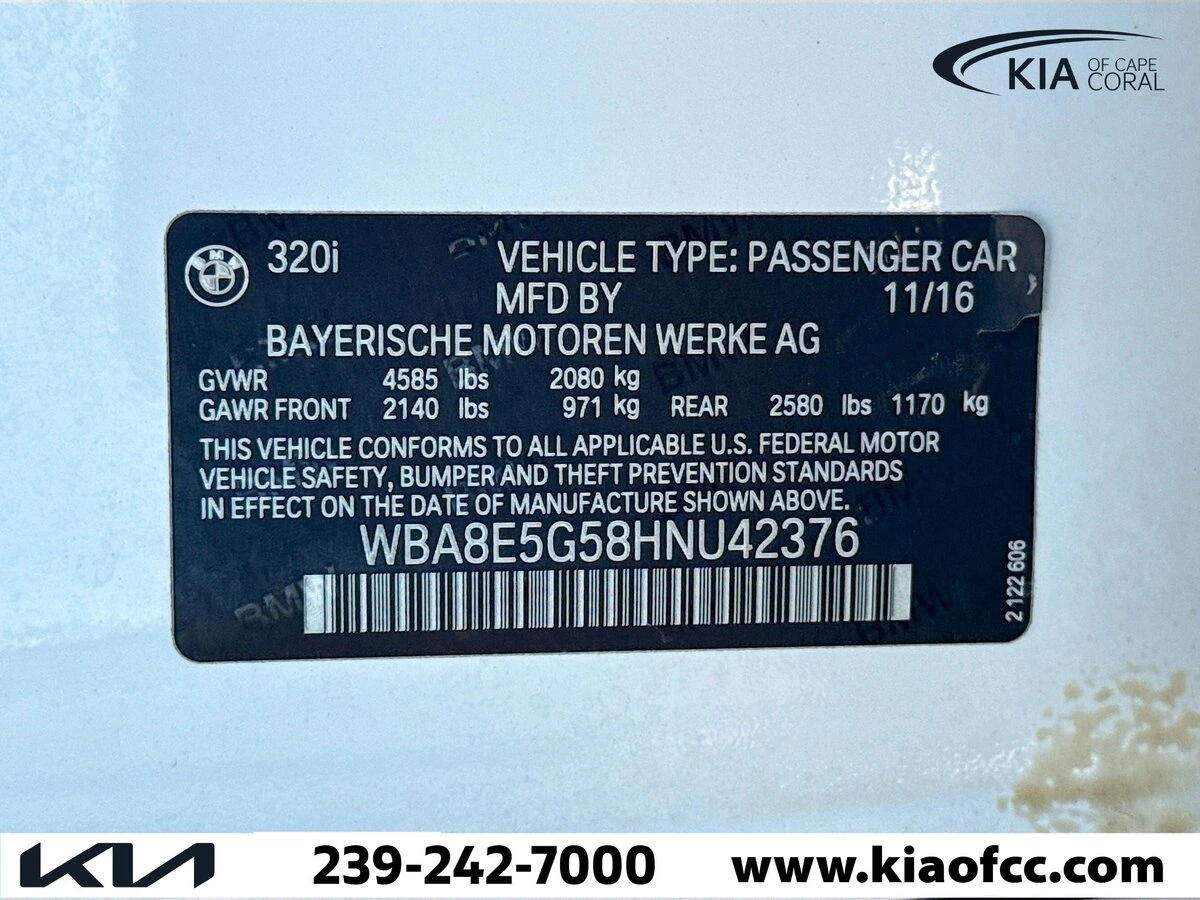 KIA OF CAPE CORAL
BMW 320i VEHICLE TYPE: PASSENGER CAR
MFD BY 11/16
BAYERISCHE MOTOREN WERKE AG
GVWR 4585 lbs 2080 kg
GAWR FRONT 2140 lbs 971 kg REAR 2580 lbs 1170 kg
THIS VEHICLE CONFORMS TO ALL APPLICABLE U.S. FEDERAL MOTOR
VEHICLE SAFETY, BUMPER AND THEFT PREVENTION STANDARDS
IN EFFECT ON THE DATE OF MANUFACTURE SHOWN ABOVE.
WBA8E5G58HNU42376
2 122 606
KIA 239-242-7000 www.kiaofcc.com